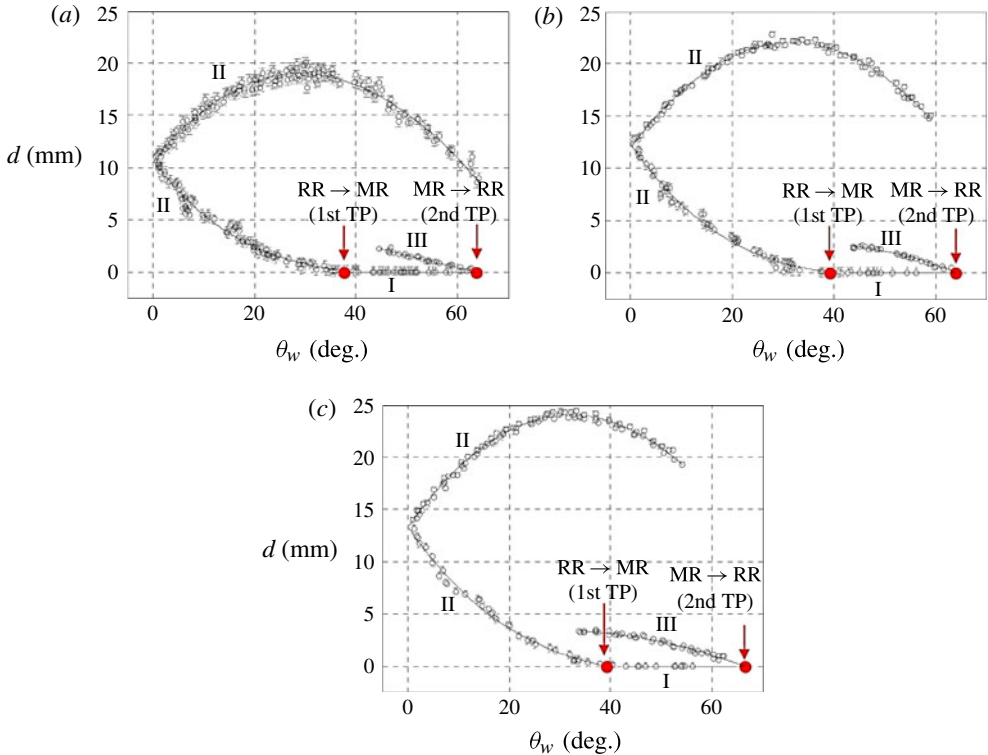 (a)
25
20
15
10
5
0
d (mm)
II
II
RR → MR
(1st TP)
MR → RR
(2nd TP)
III
I
0 20 40 60
θw (deg.)
(b)
25
20
15
10
5
0
II
II
RR → MR
(1st TP)
MR → RR
(2nd TP)
III
I
0 20 40 60
θw (deg.)
(c)
25
20
15
10
5
0
d (mm)
II
II
RR → MR
(1st TP)
MR → RR
(2nd TP)
III
I
0 20 40 60
θw (deg.)